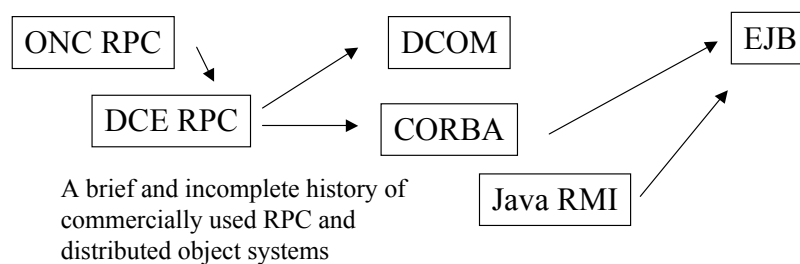 ONC RPC
DCOM
EJB
DCE RPC
CORBA
Java RMI
A brief and incomplete history of
commercially used RPC and
distributed object systems